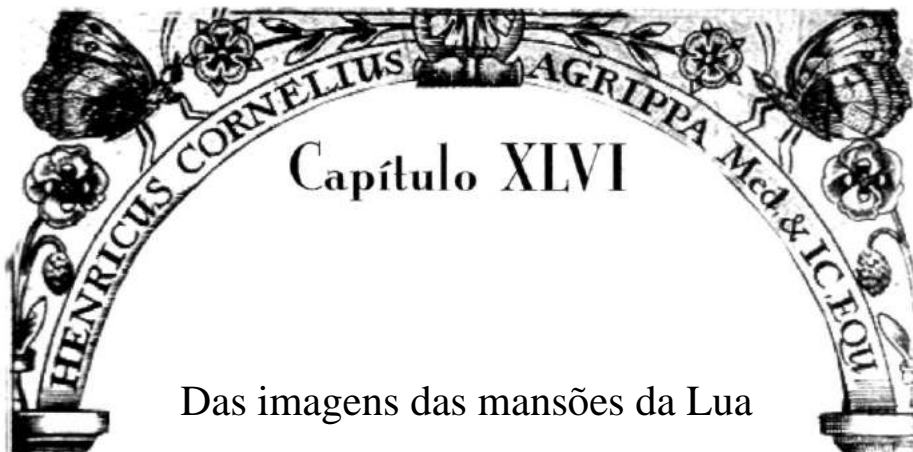 HENRICUS CORNELIUS AGRIPPA Med. & IC. EQU
Capítulo XLVI
Das imagens das mansões da Lua